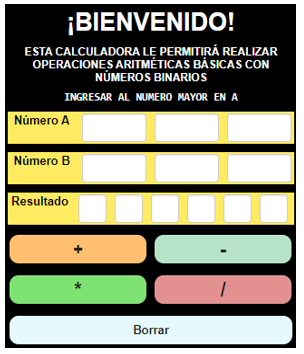 ¡BIENVENIDO!
ESTA CALCULADORA LE PERMITIRÁ REALIZAR
OPERACIONES ARITMÉTICAS BÁSICAS CON
NÚMEROS BINARIOS
INGRESAR AL NUMERO MAYOR EN A
Número A
Número B
Resultado
+ -
* /
Borrar